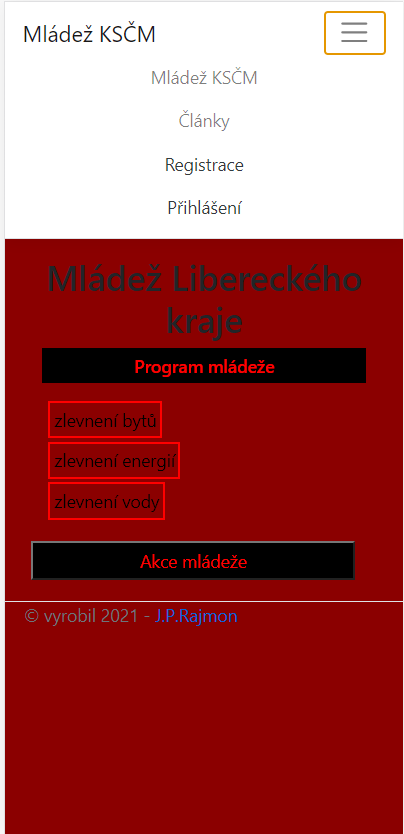 Mládež KSČM
Mládež KSČM
Články
Registrace
Přihlášení
Mládež Libereckého
kraje
Program mládeže
zlevnení bytů
zlevnení energií
zlevnení vody
Akce mládeže
© vyrobil 2021 - J.P.Rajmon